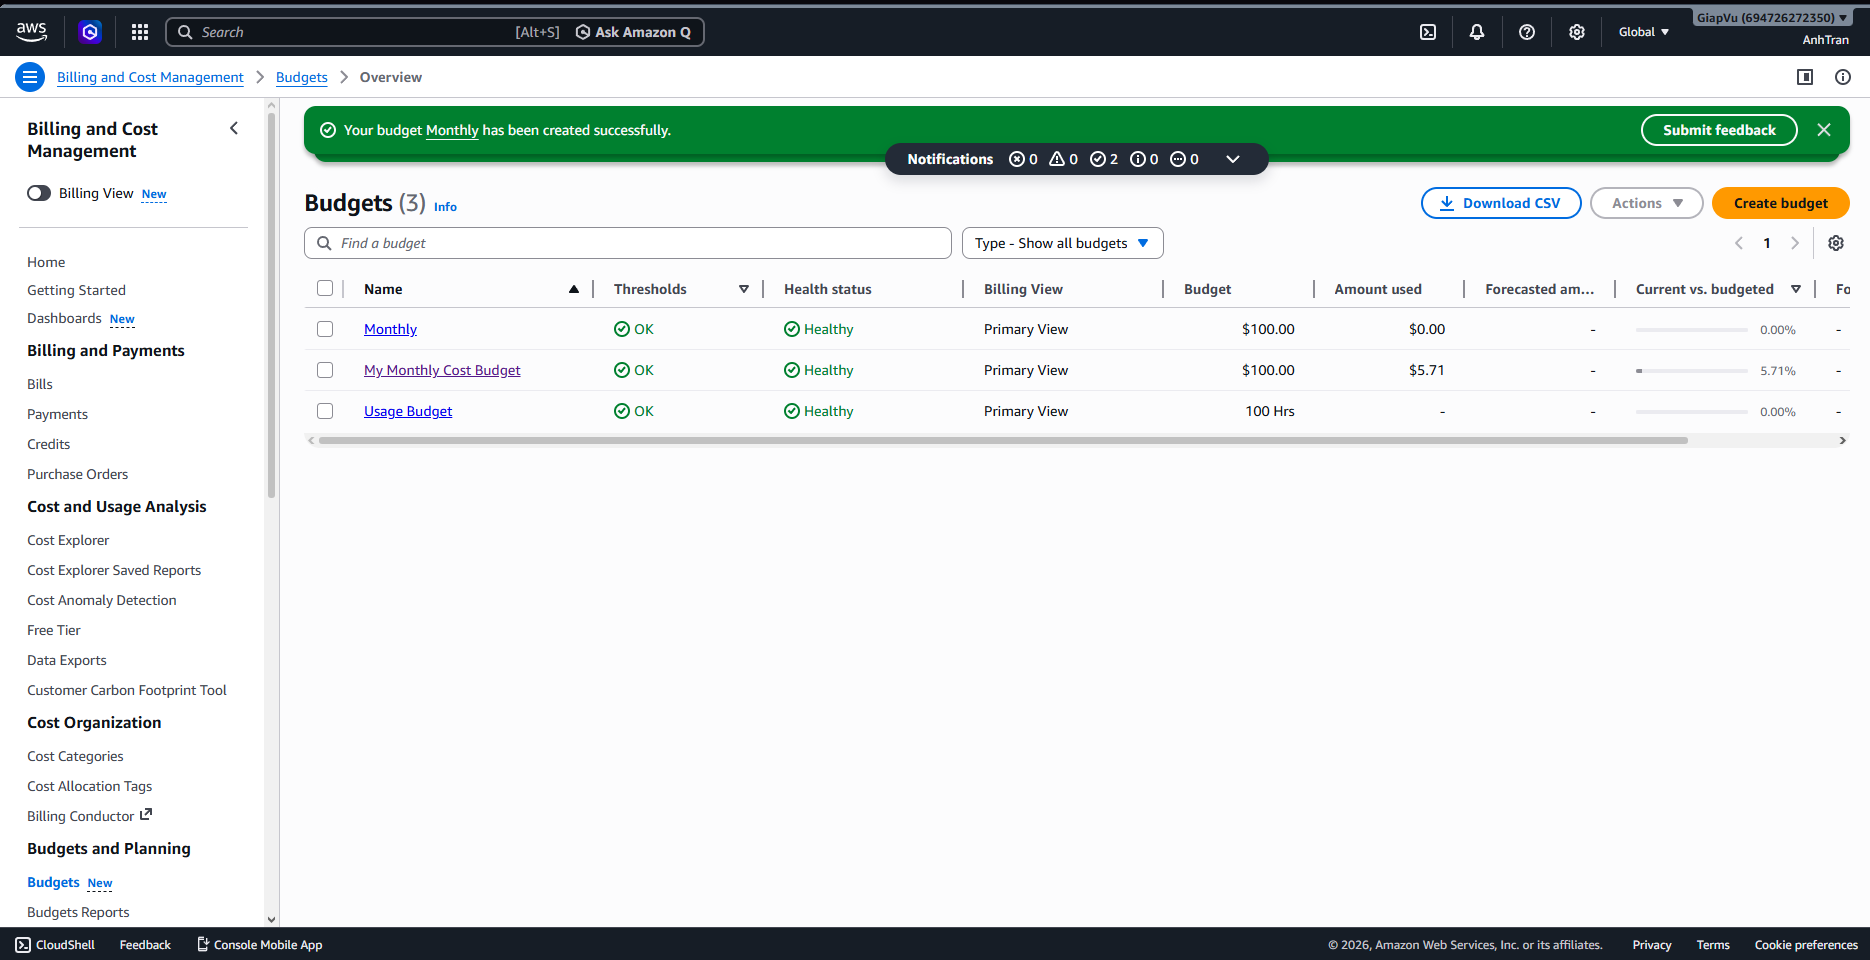 aws
Search [Alt+S] Ask Amazon Q
Global
GiapVu (694726272350)
AnhTran
Billing and Cost Management
Budgets
Overview
Billing and Cost
Management
Billing View New
Home
Getting Started
Dashboards New
Billing and Payments
Bills
Payments
Credits
Purchase Orders
Cost and Usage Analysis
Cost Explorer
Cost Explorer Saved Reports
Cost Anomaly Detection
Free Tier
Data Exports
Customer Carbon Footprint Tool
Cost Organization
Cost Categories
Cost Allocation Tags
Billing Conductor
Budgets and Planning
Budgets New
Budgets Reports
Your budget Monthly has been created successfully.
Submit feedback
Notifications 0 0 2 0 0
Budgets (3) Info
Download CSV
Actions
Create budget
Find a budget
Type - Show all budgets
1
Name Thresholds Health status Billing View Budget Amount used Forecasted am... Current vs. budgeted Fo
Monthly OK Healthy Primary View $100.00 $0.00 - 0.00% -
My Monthly Cost Budget OK Healthy Primary View $100.00 $5.71 - 5.71% -
Usage Budget OK Healthy Primary View 100 Hrs - - 0.00% -
CloudShell Feedback Console Mobile App
© 2026, Amazon Web Services, Inc. or its affiliates. Privacy Terms Cookie preferences